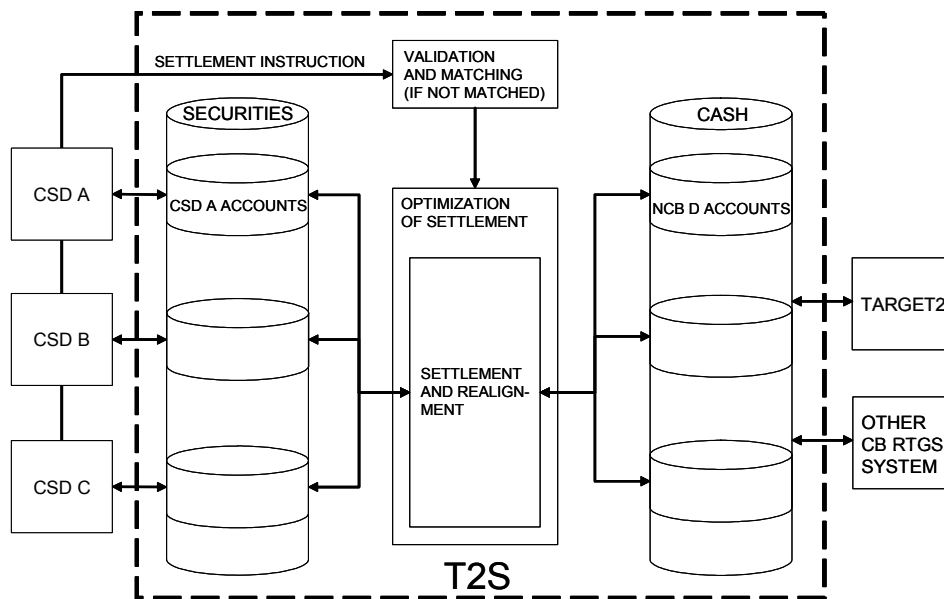 SETTLEMENT INSTRUCTION
VALIDATION
AND MATCHING
(IF NOT MATCHED)
SECURITIES
CASH
CSD A
CSD A ACCOUNTS
OPTIMIZATION
OF SETTLEMENT
NCB D ACCOUNTS
TARGET2
CSD B
SETTLEMENT
AND REALIGN-
MENT
OTHER
CB RTGS
SYSTEM
CSD C
T2S